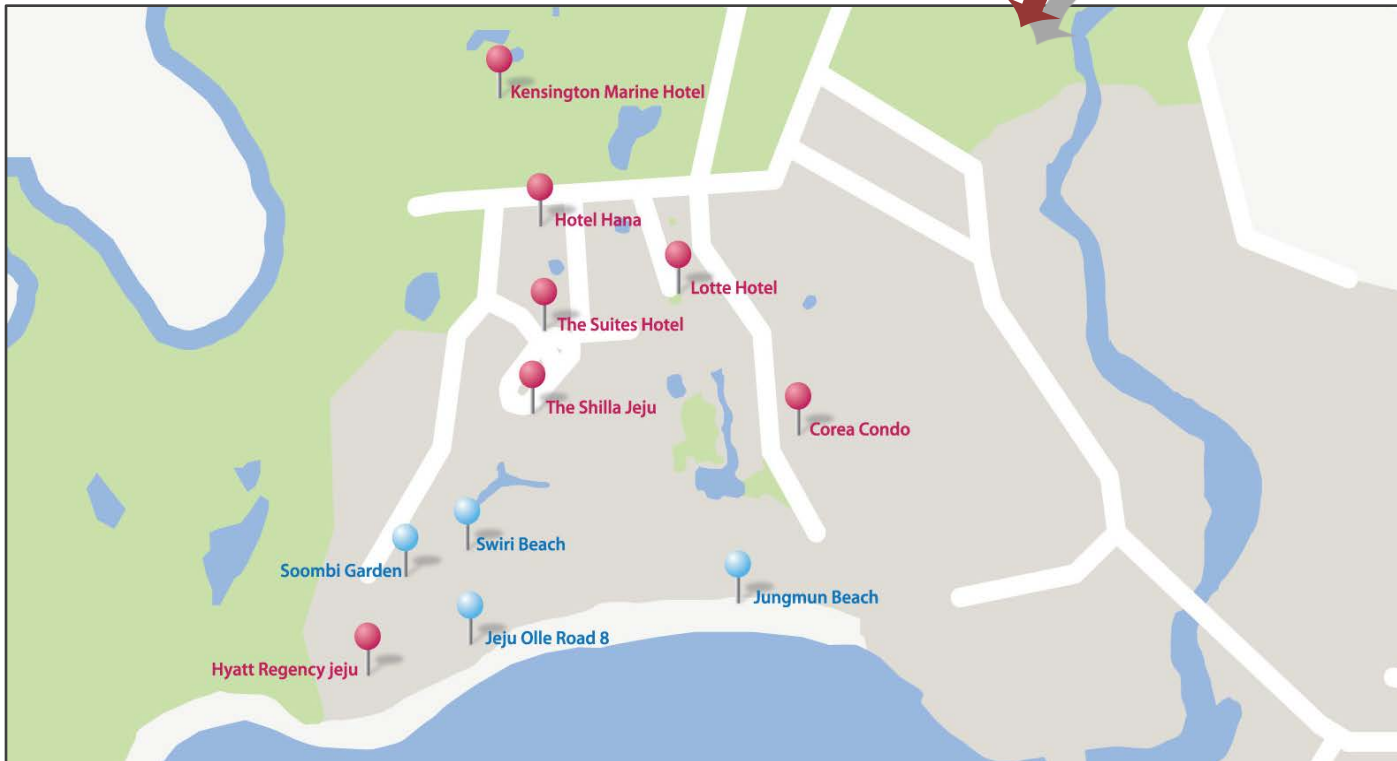 Kensington Marine Hotel
Hotel Hana
Lotte Hotel
The Suites Hotel
The Shilla Jeju
Corea Condo
Swiri Beach
Soombi Garden
Jungmun Beach
Jeju Olle Road 8
Hyatt Regency jeju